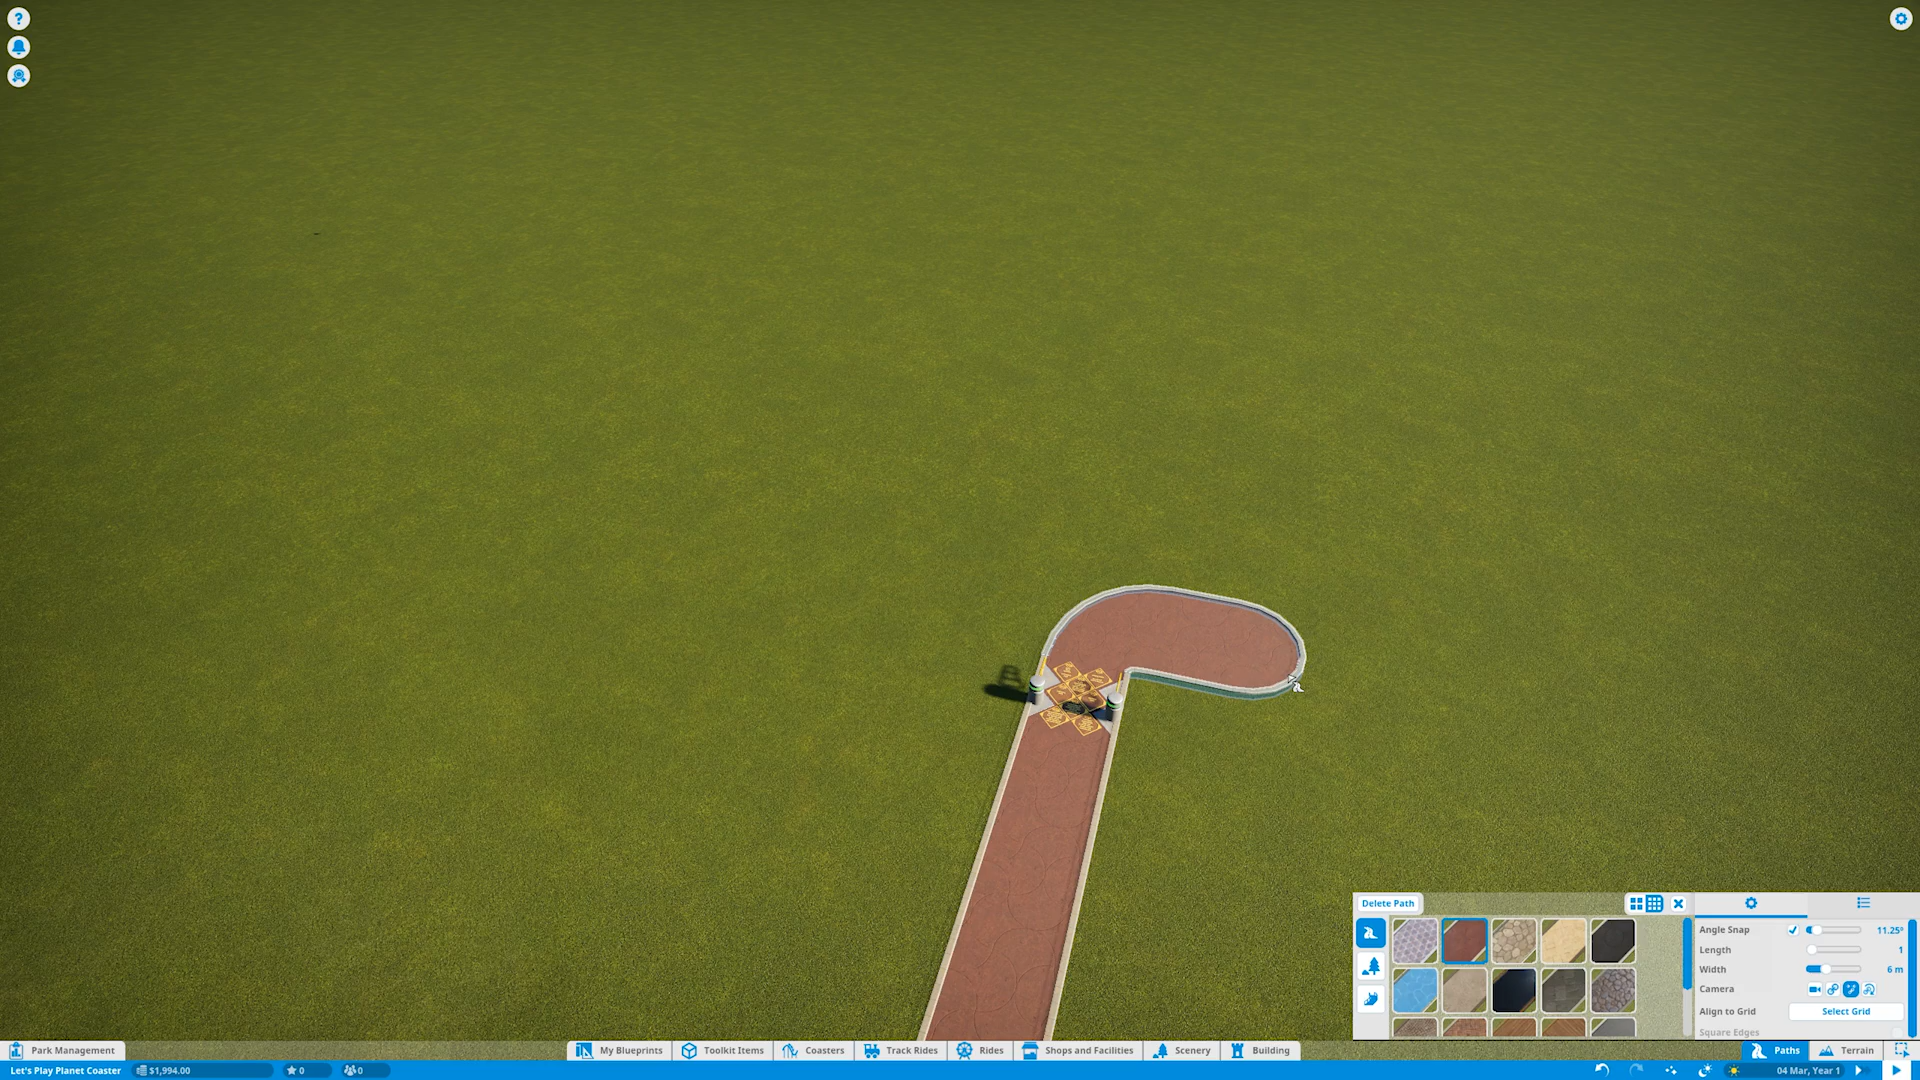 ?
Delete Path
Angle Snap 11.25°
Length 1
Width 6 m
Camera
Align to Grid Select Grid
Square Edges
Park Management
My Blueprints
Toolkit Items
Coasters
Track Rides
Rides
Shops and Facilities
Scenery
Building
Paths
Terrain
Let's Play Planet Coaster $1,994.00 0 0 04 Mar, Year 1